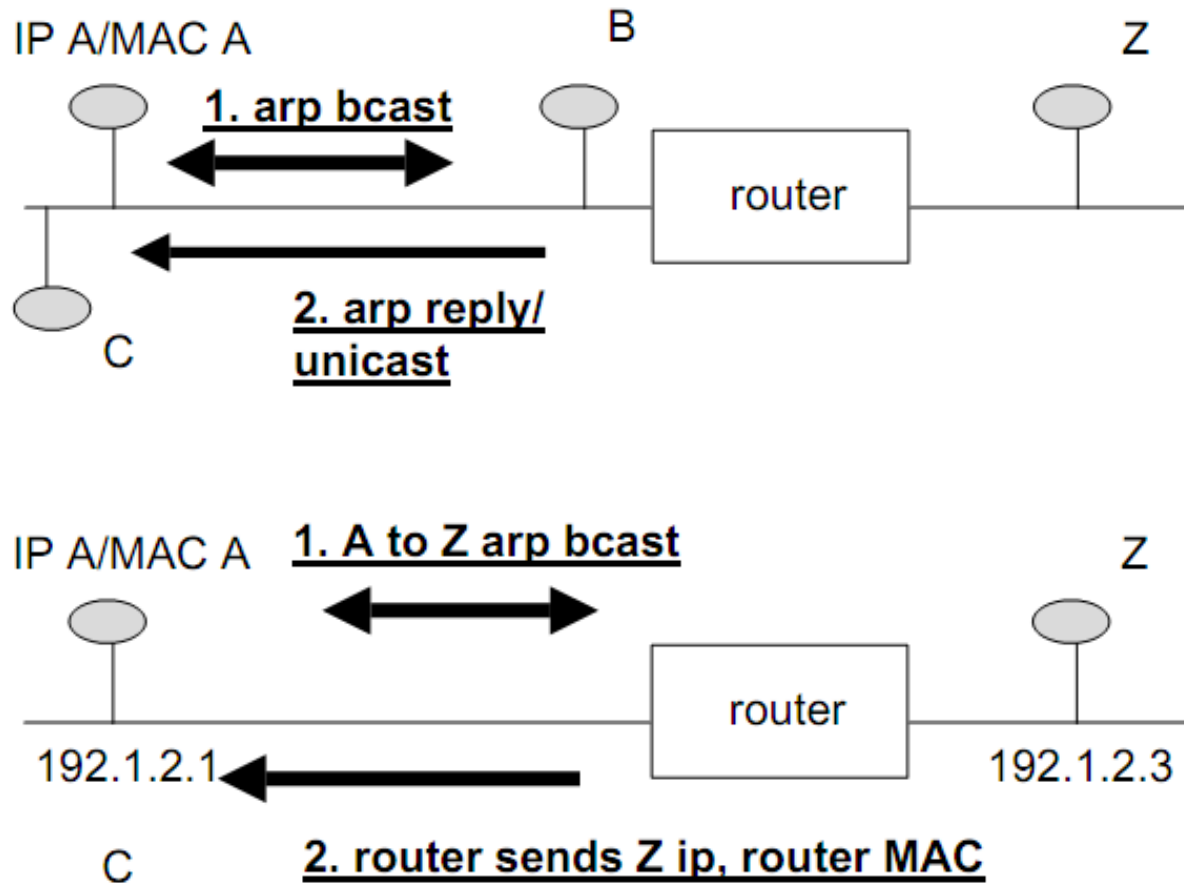 IP A/MAC A
B
Z
1. arp bcast
router
2. arp reply/
unicast
C
IP A/MAC A
1. A to Z arp bcast
Z
router
192.1.2.1
192.1.2.3
C
2. router sends Z ip, router MAC